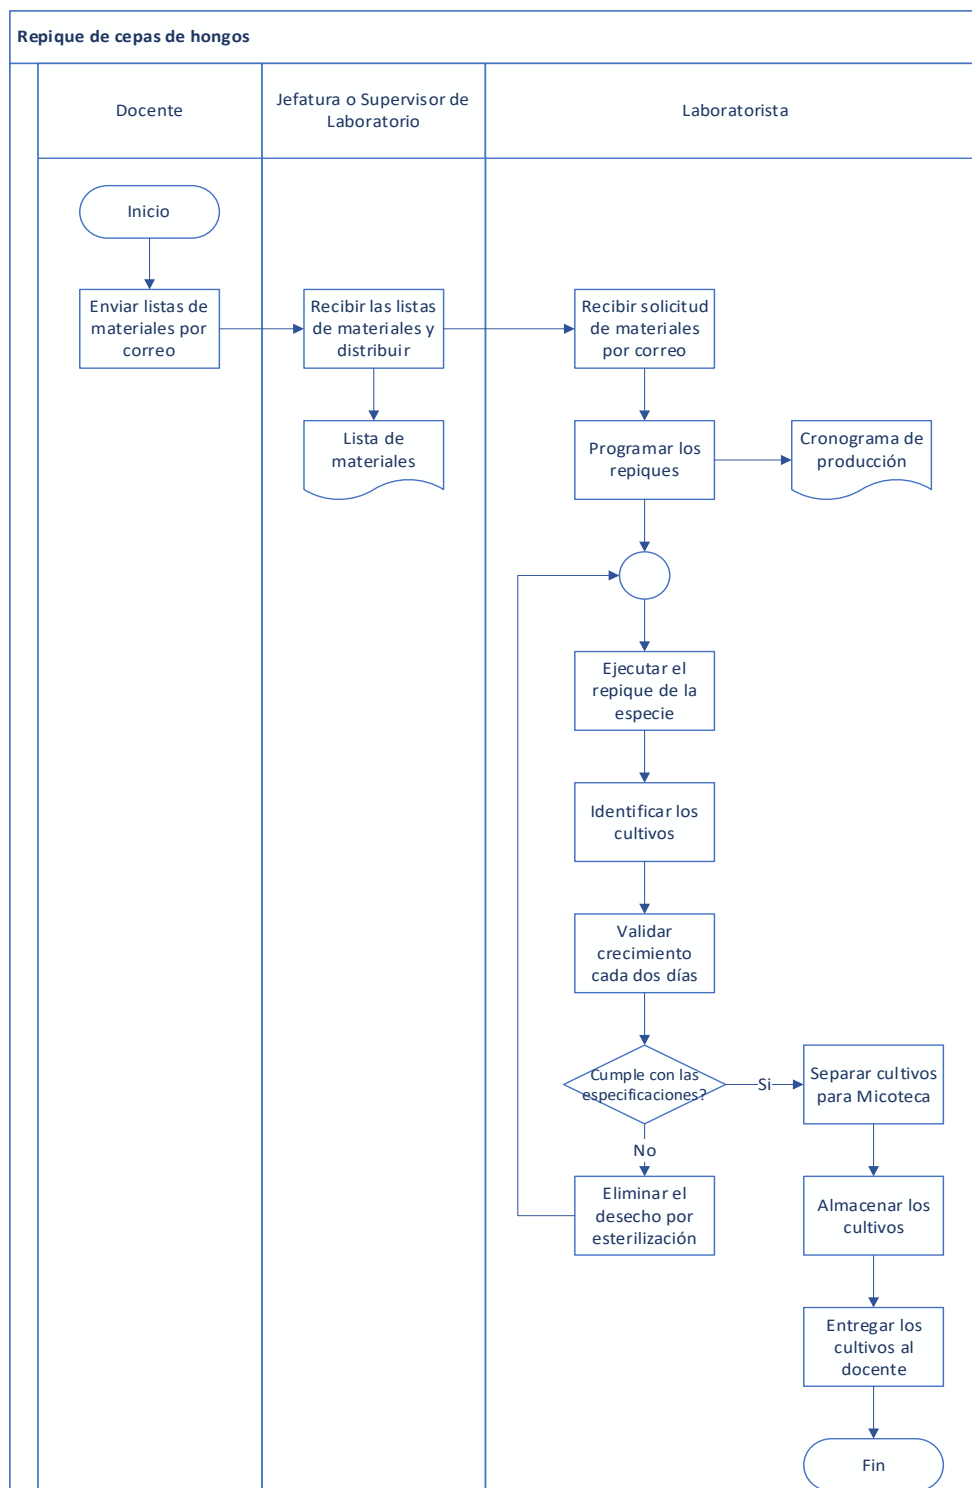 Repique de cepas de hongos
Docente
Jefatura o Supervisor de
Laboratorio
Laboratorista
Inicio
Enviar listas de
materiales por
correo
Recibir las listas
de materiales y
distribuir
Recibir solicitud
de materiales
por correo
Lista de
materiales
Programar los
repiques
Cronograma de
producción
Ejecutar el
repique de la
especie
Identificar los
cultivos
Validar
crecimiento
cada dos días
Cumple con las
especificaciones?
Si
Separar cultivos
para Micoteca
No
Eliminar el
desecho por
esterilización
Almacenar los
cultivos
Entregar los
cultivos al
docente
Fin